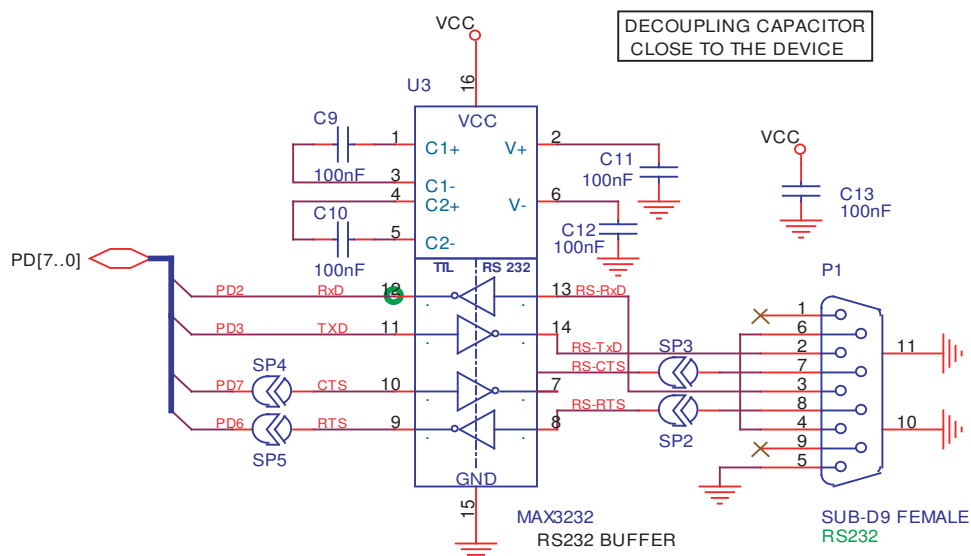 VCC
DECOUPLING CAPACITOR
CLOSE TO THE DEVICE
U3
16
VCC
C9
1
C1+
V+
2
VCC
100nF
3
C1-
C11
100nF
4
C2+
V-
6
C13
100nF
C10
5
C2-
C12
100nF
100nF
PD[7..0]
P1
TTL
RS 232
PD2
RxD
12
13
RS-RxD
1
6
PD3
TXD
11
14
RS-TxD
SP3
2
11
SP4
RS-CTS
7
PD7
CTS
10
7
3
RS-RTS
8
PD6
RTS
9
8
SP2
4
10
SP5
9
5
GND
15
MAX3232
RS232 BUFFER
SUB-D9 FEMALE
RS232